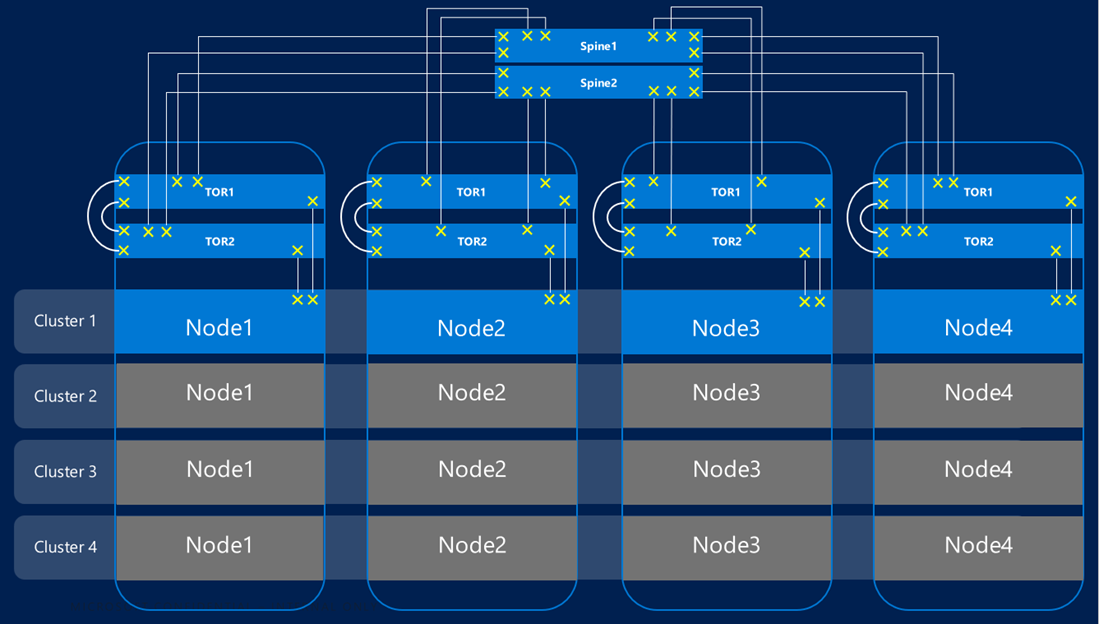 Spine1
Spine2
TOR1 TOR1 TOR1 TOR1
TOR2 TOR2 TOR2 TOR2
Cluster 1 Node1 Node2 Node3 Node4
Cluster 2 Node1 Node2 Node3 Node4
Cluster 3 Node1 Node2 Node3 Node4
Cluster 4 Node1 Node2 Node3 Node4